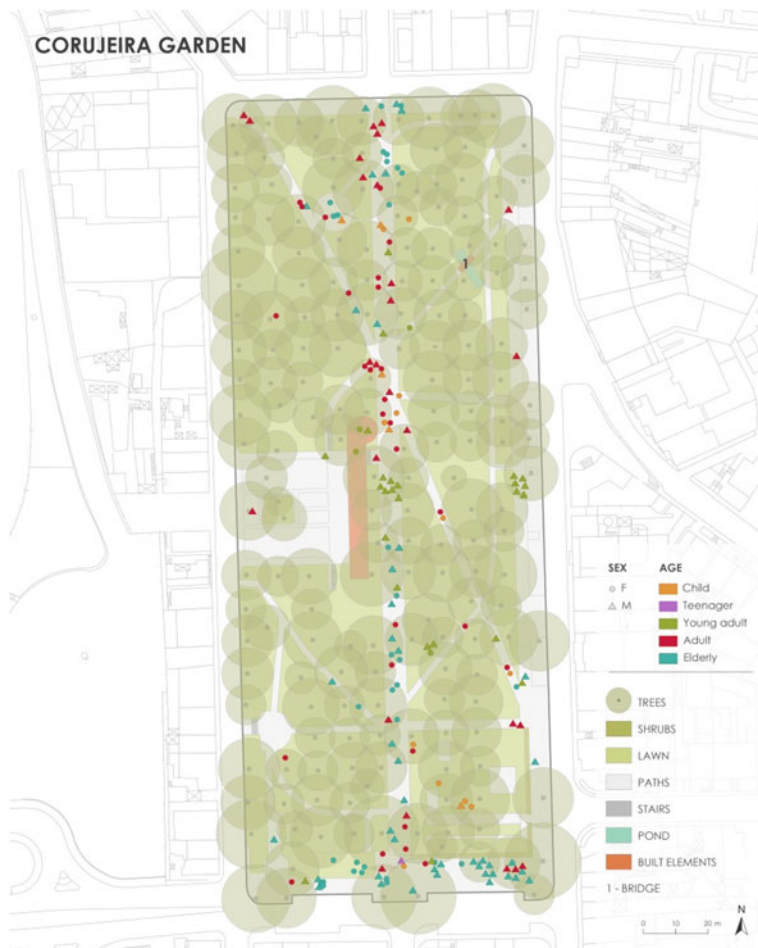 CORUJEIRA GARDEN
1
SEX
F
M
AGE
Child
Teenager
Young adult
Adult
Elderly
TREES
SHRUBS
LAWN
PATHS
STAIRS
POND
BUILT ELEMENTS
1 - BRIDGE
N
0 10 20 m